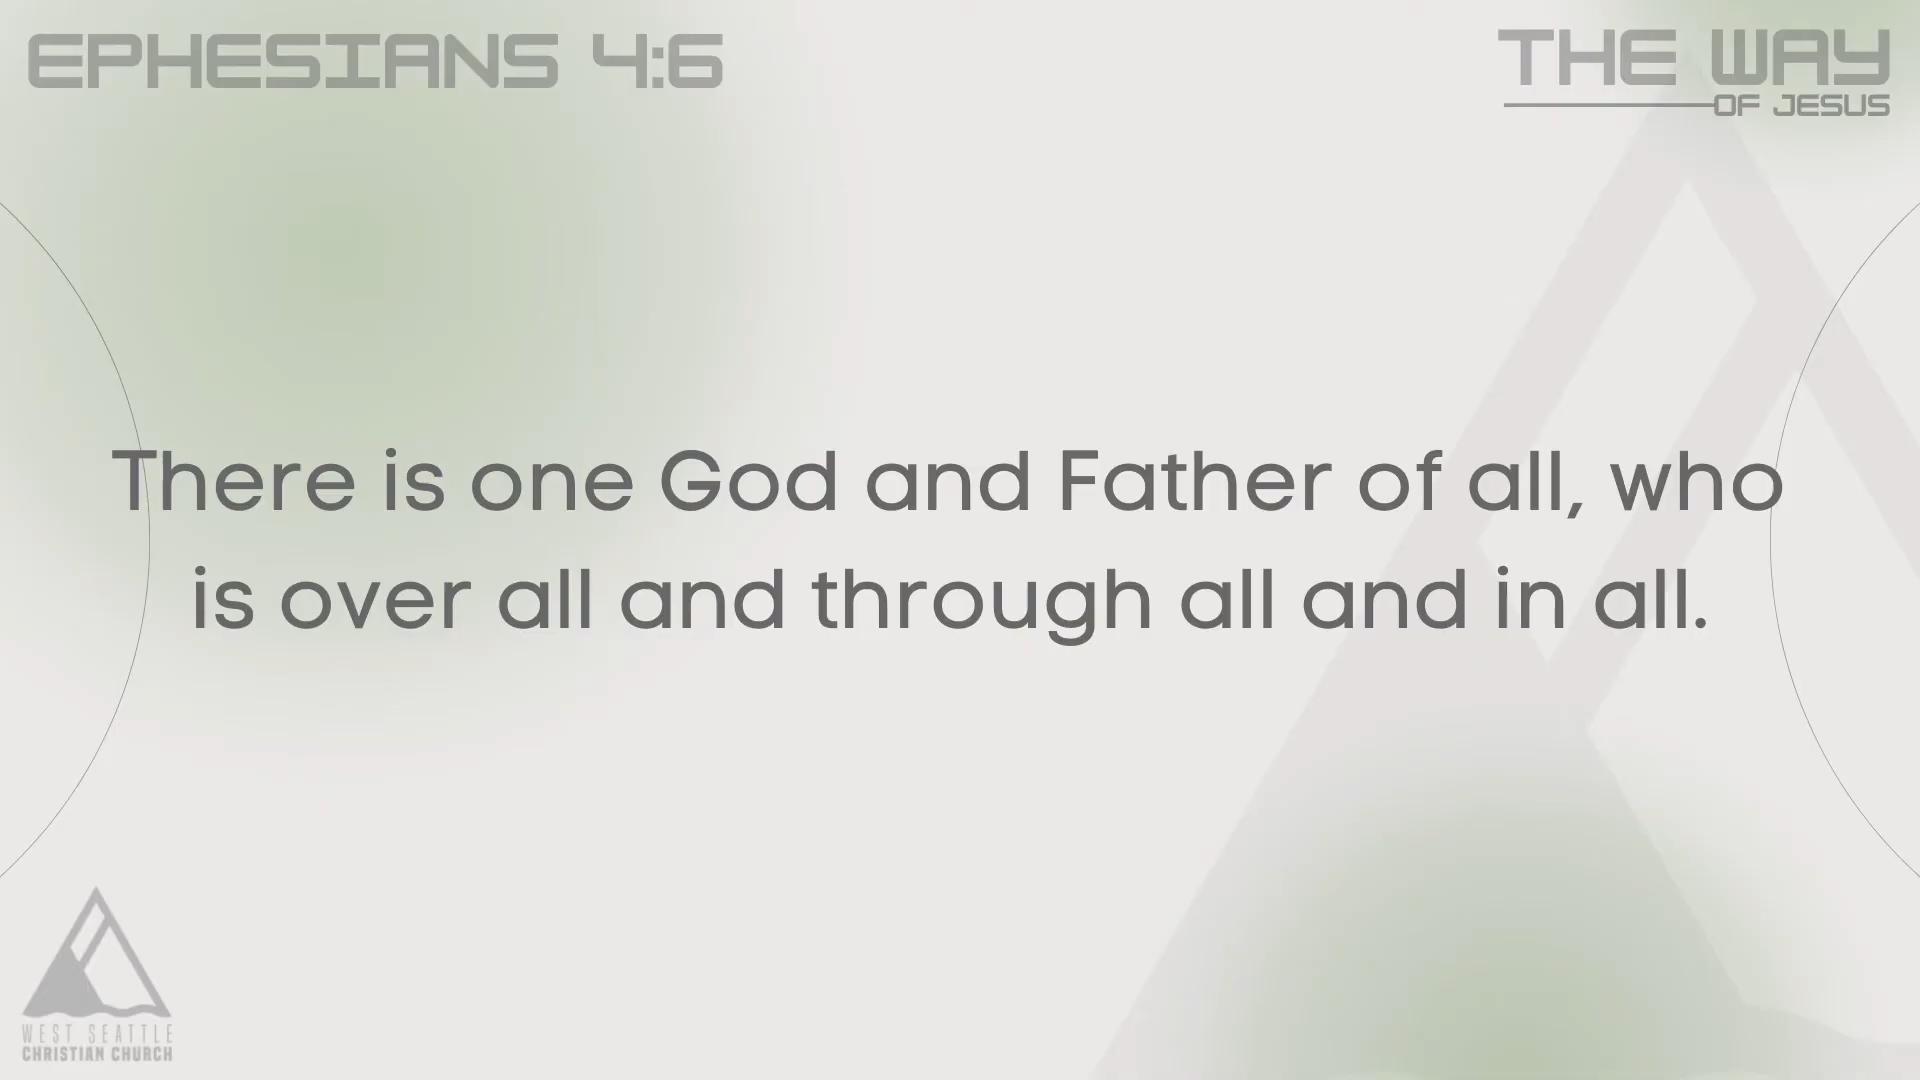 EPHESIANS 4:6
THE WAY
OF JESUS
There is one God and Father of all, who
is over all and through all and in all.
WEST SEATTLE
CHRISTIAN CHURCH